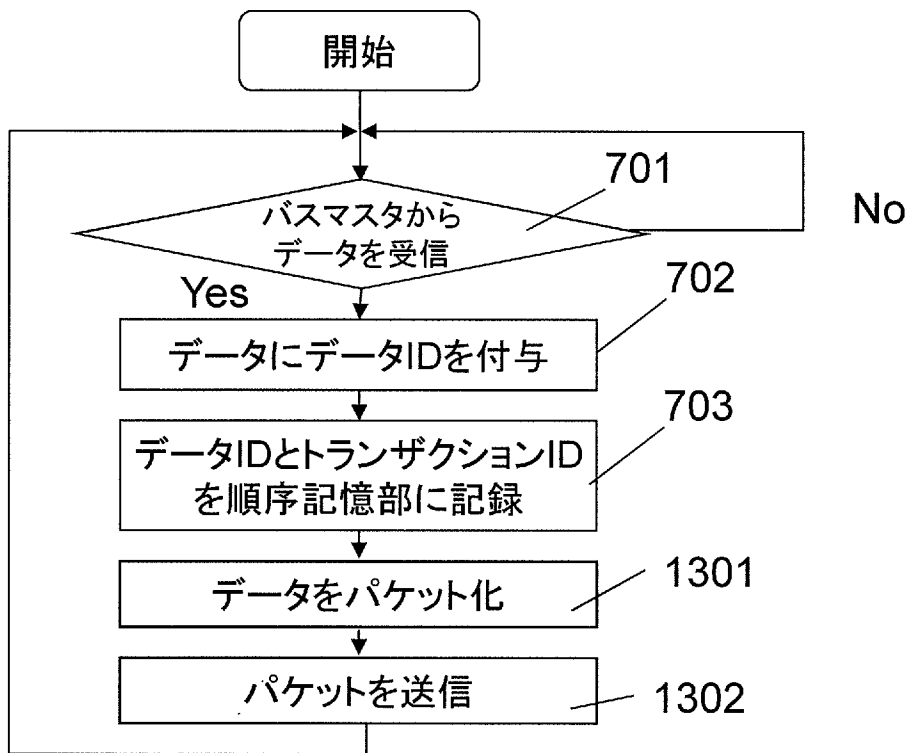 開始
701
バスマスタから
データを受信
No
Yes
702
データにデータIDを付与
703
データIDとトランザクションID
を順序記憶部に記録
1301
データをパケット化
パケットを送信
1302